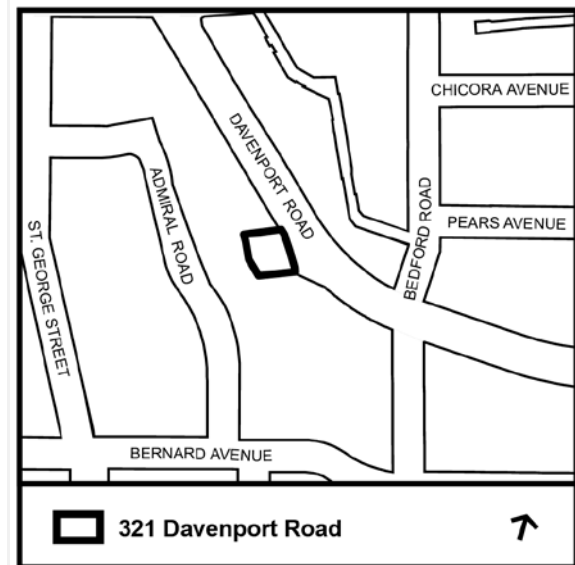 CHICORA AVENUE
DAVENPORT ROAD
ADMIRAL ROAD
PEARS AVENUE
BEDFORD ROAD
ST. GEORGE STREET
BERNARD AVENUE
321 Davenport Road